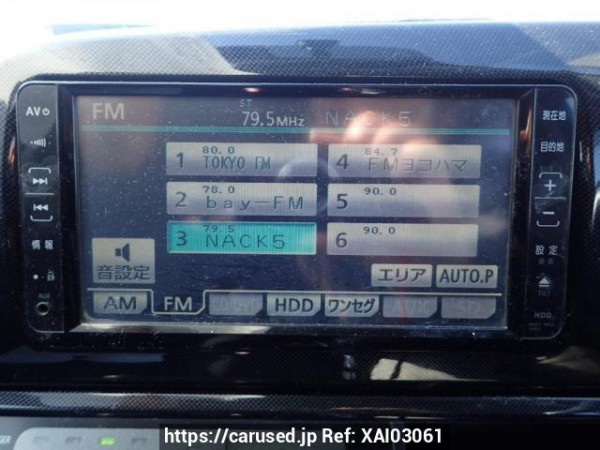 AV
FM
ST
79.5MHz NACK5
現在地
80.0
1 TOKYO FM
84.7
4 FMヨコハマ
目的地
78.0
2 bay-FM
90.0
5
79.5
3 NACK5
90.0
6
情報
音設定
エリア AUTO.P
設定
AUX
AM FM HDD ワンセグ
HDD
https://carused.jp Ref: XAI03061